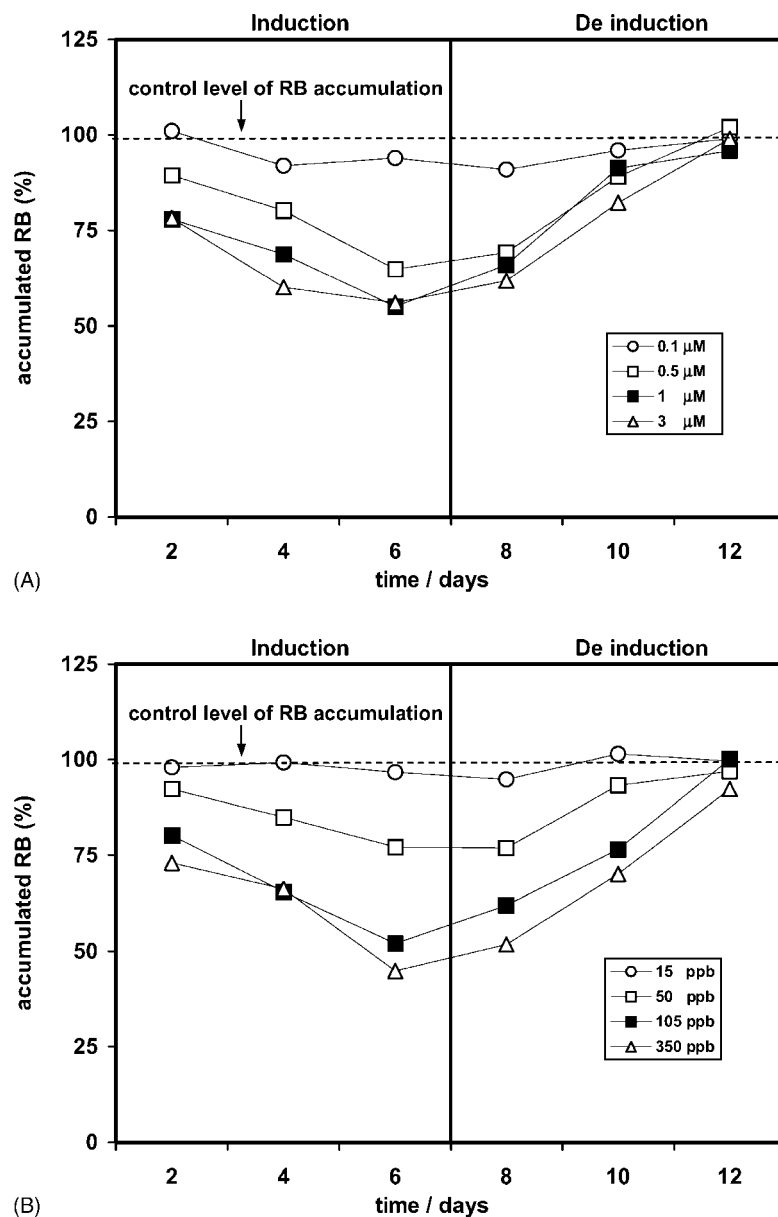 Induction De induction
125
control level of RB accumulation
100
75
50
25
0
accumulated RB (%)
0.1 µM
0.5 µM
1 µM
3 µM
2 4 6 8 10 12
time / days
(A)
Induction De induction
125
control level of RB accumulation
100
75
50
25
0
accumulated RB (%)
15 ppb
50 ppb
105 ppb
350 ppb
2 4 6 8 10 12
time / days
(B)